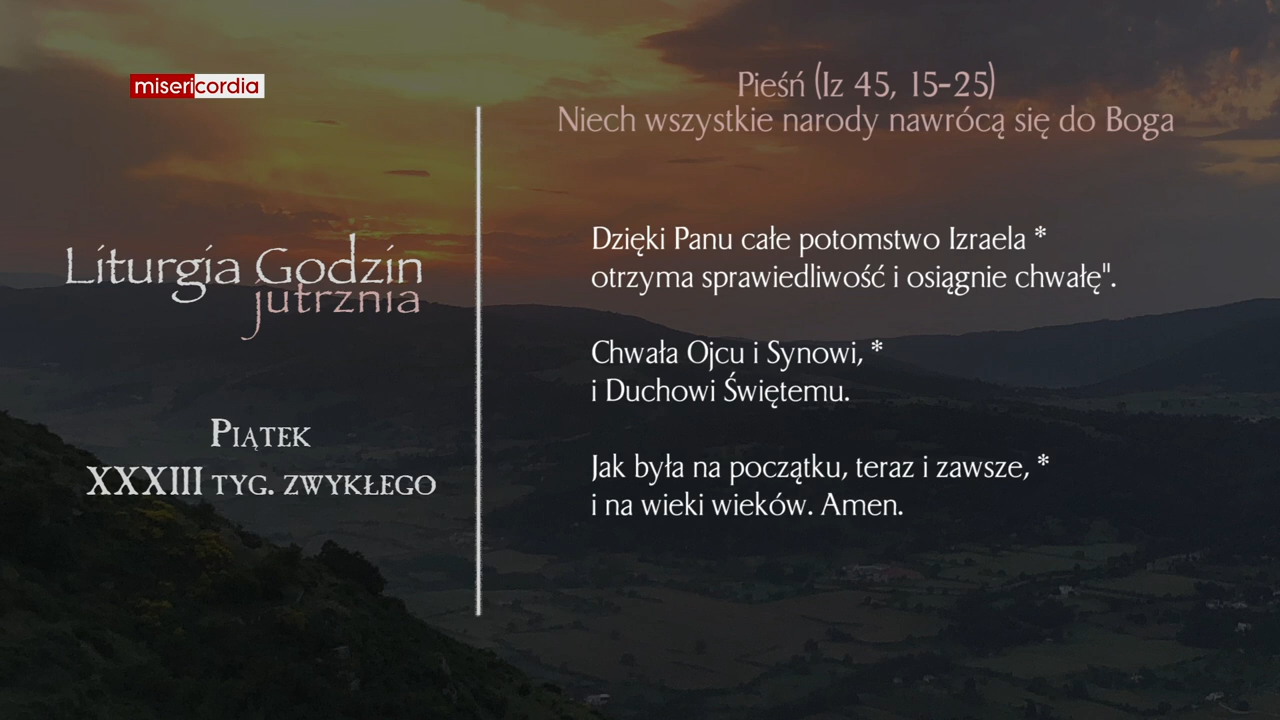 misericordia
Liturgia Godzin
jutrznia
Piątek
XXXIII tyg. zwykłego
Pieśń (Iz 45, 15-25)
Niech wszystkie narody nawrócą się do Boga
Dzięki Panu całe potomstwo Izraela *
otrzyma sprawiedliwość i osiągnie chwałę".
Chwała Ojcu i Synowi, *
i Duchowi Świętemu.
Jak była na początku, teraz i zawsze, *
i na wieki wieków. Amen.